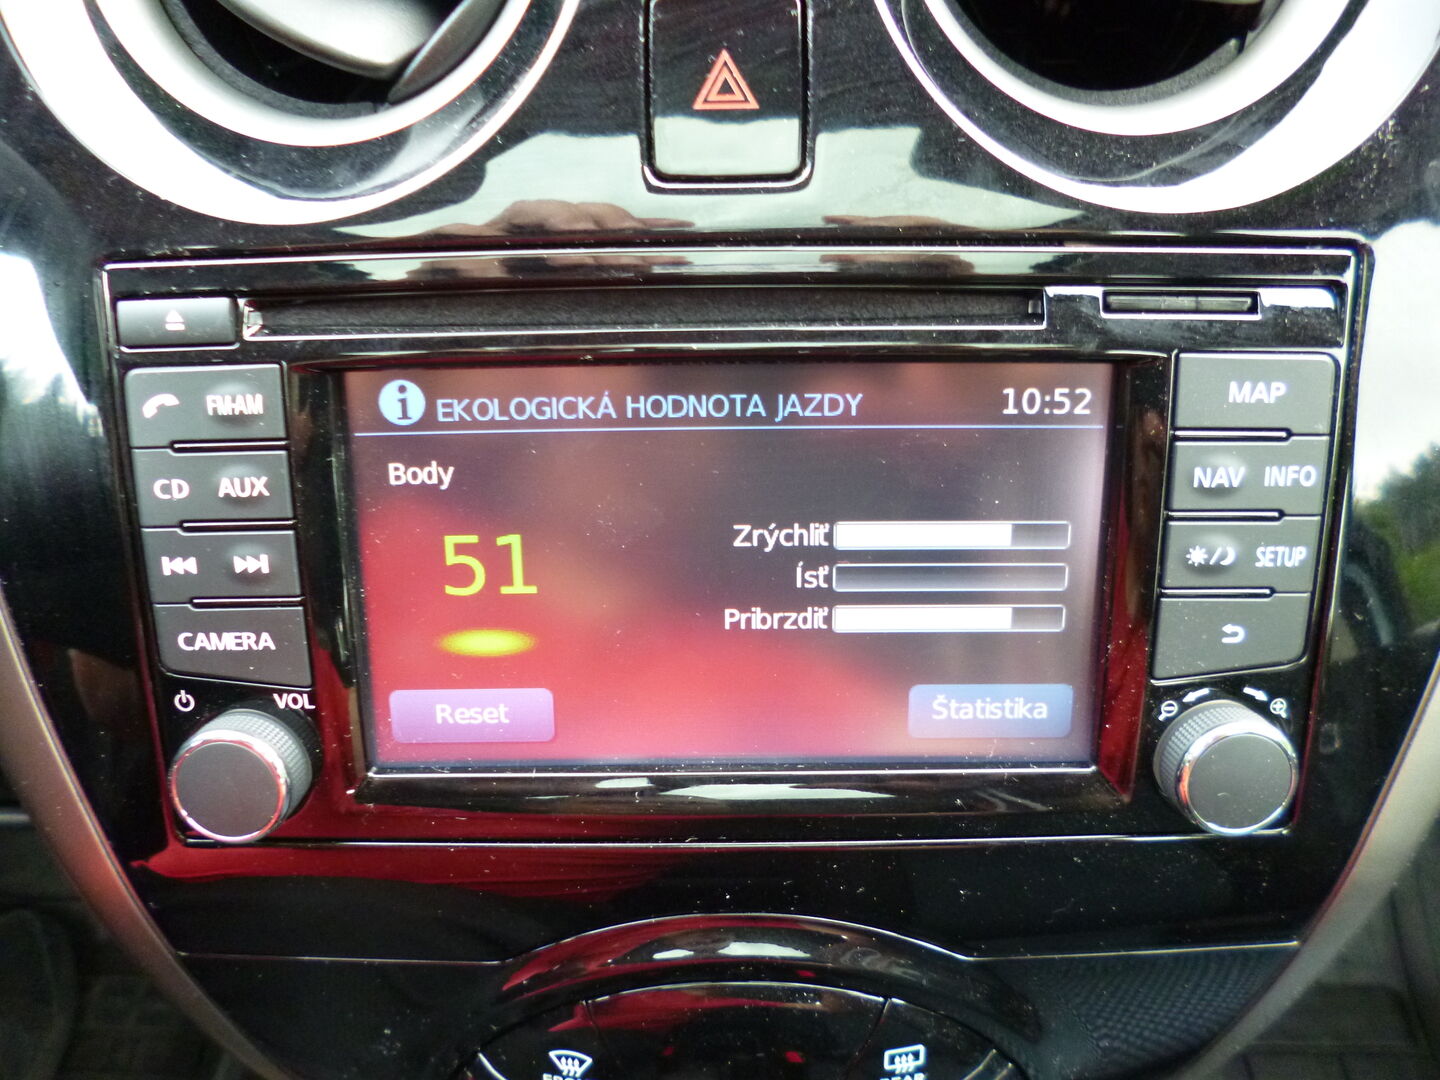 FM·AM
CD AUX
CAMERA
VOL
EKOLOGICKÁ HODNOTA JAZDY 10:52
Body
51
Zrýchliť
Ísť
Pribrzdiť
Reset
Štatistika
MAP
NAV INFO
SETUP
REAR